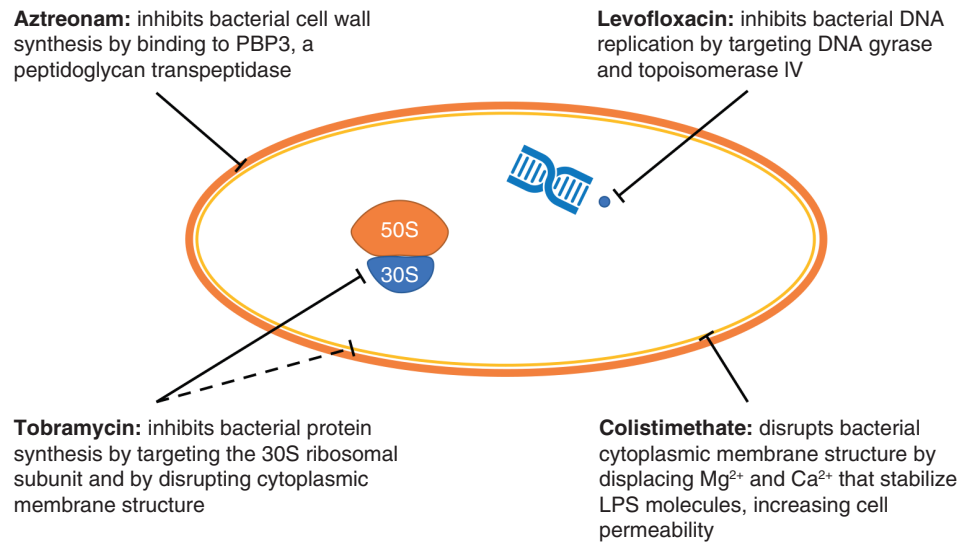 Aztreonam: inhibits bacterial cell wall
synthesis by binding to PBP3, a
peptidoglycan transpeptidase
Levofloxacin: inhibits bacterial DNA
replication by targeting DNA gyrase
and topoisomerase IV
50S
30S
Tobramycin: inhibits bacterial protein
synthesis by targeting the 30S ribosomal
subunit and by disrupting cytoplasmic
membrane structure
Colistimethate: disrupts bacterial
cytoplasmic membrane structure by
displacing Mg²⁺ and Ca²⁺ that stabilize
LPS molecules, increasing cell
permeability